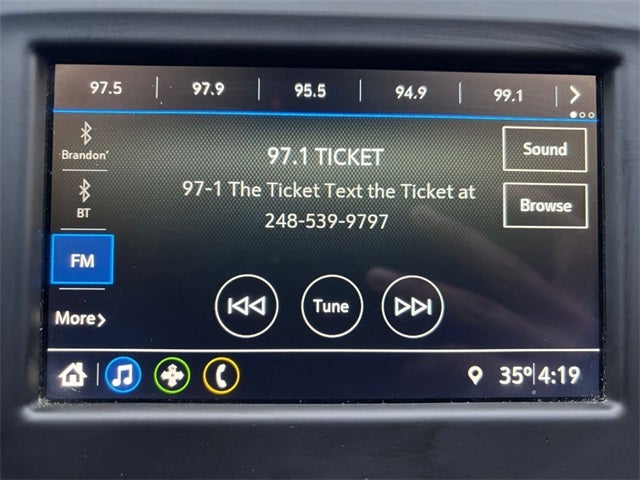 97.5 97.9 95.5 94.9 99.1
Brandon'
97.1 TICKET
Sound
97-1 The Ticket Text the Ticket at
248-539-9797
BT
Browse
FM
Tune
More
35° 4:19